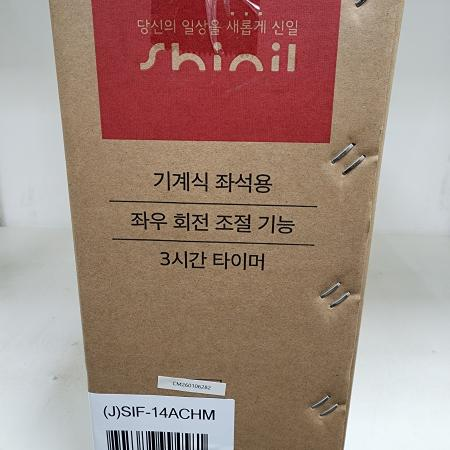 당신의 일상을 새롭게 신일
Shinil
기계식 좌석용
좌우 회전 조절 기능
3시간 타이머
CM260106282
(J)SIF-14ACHM